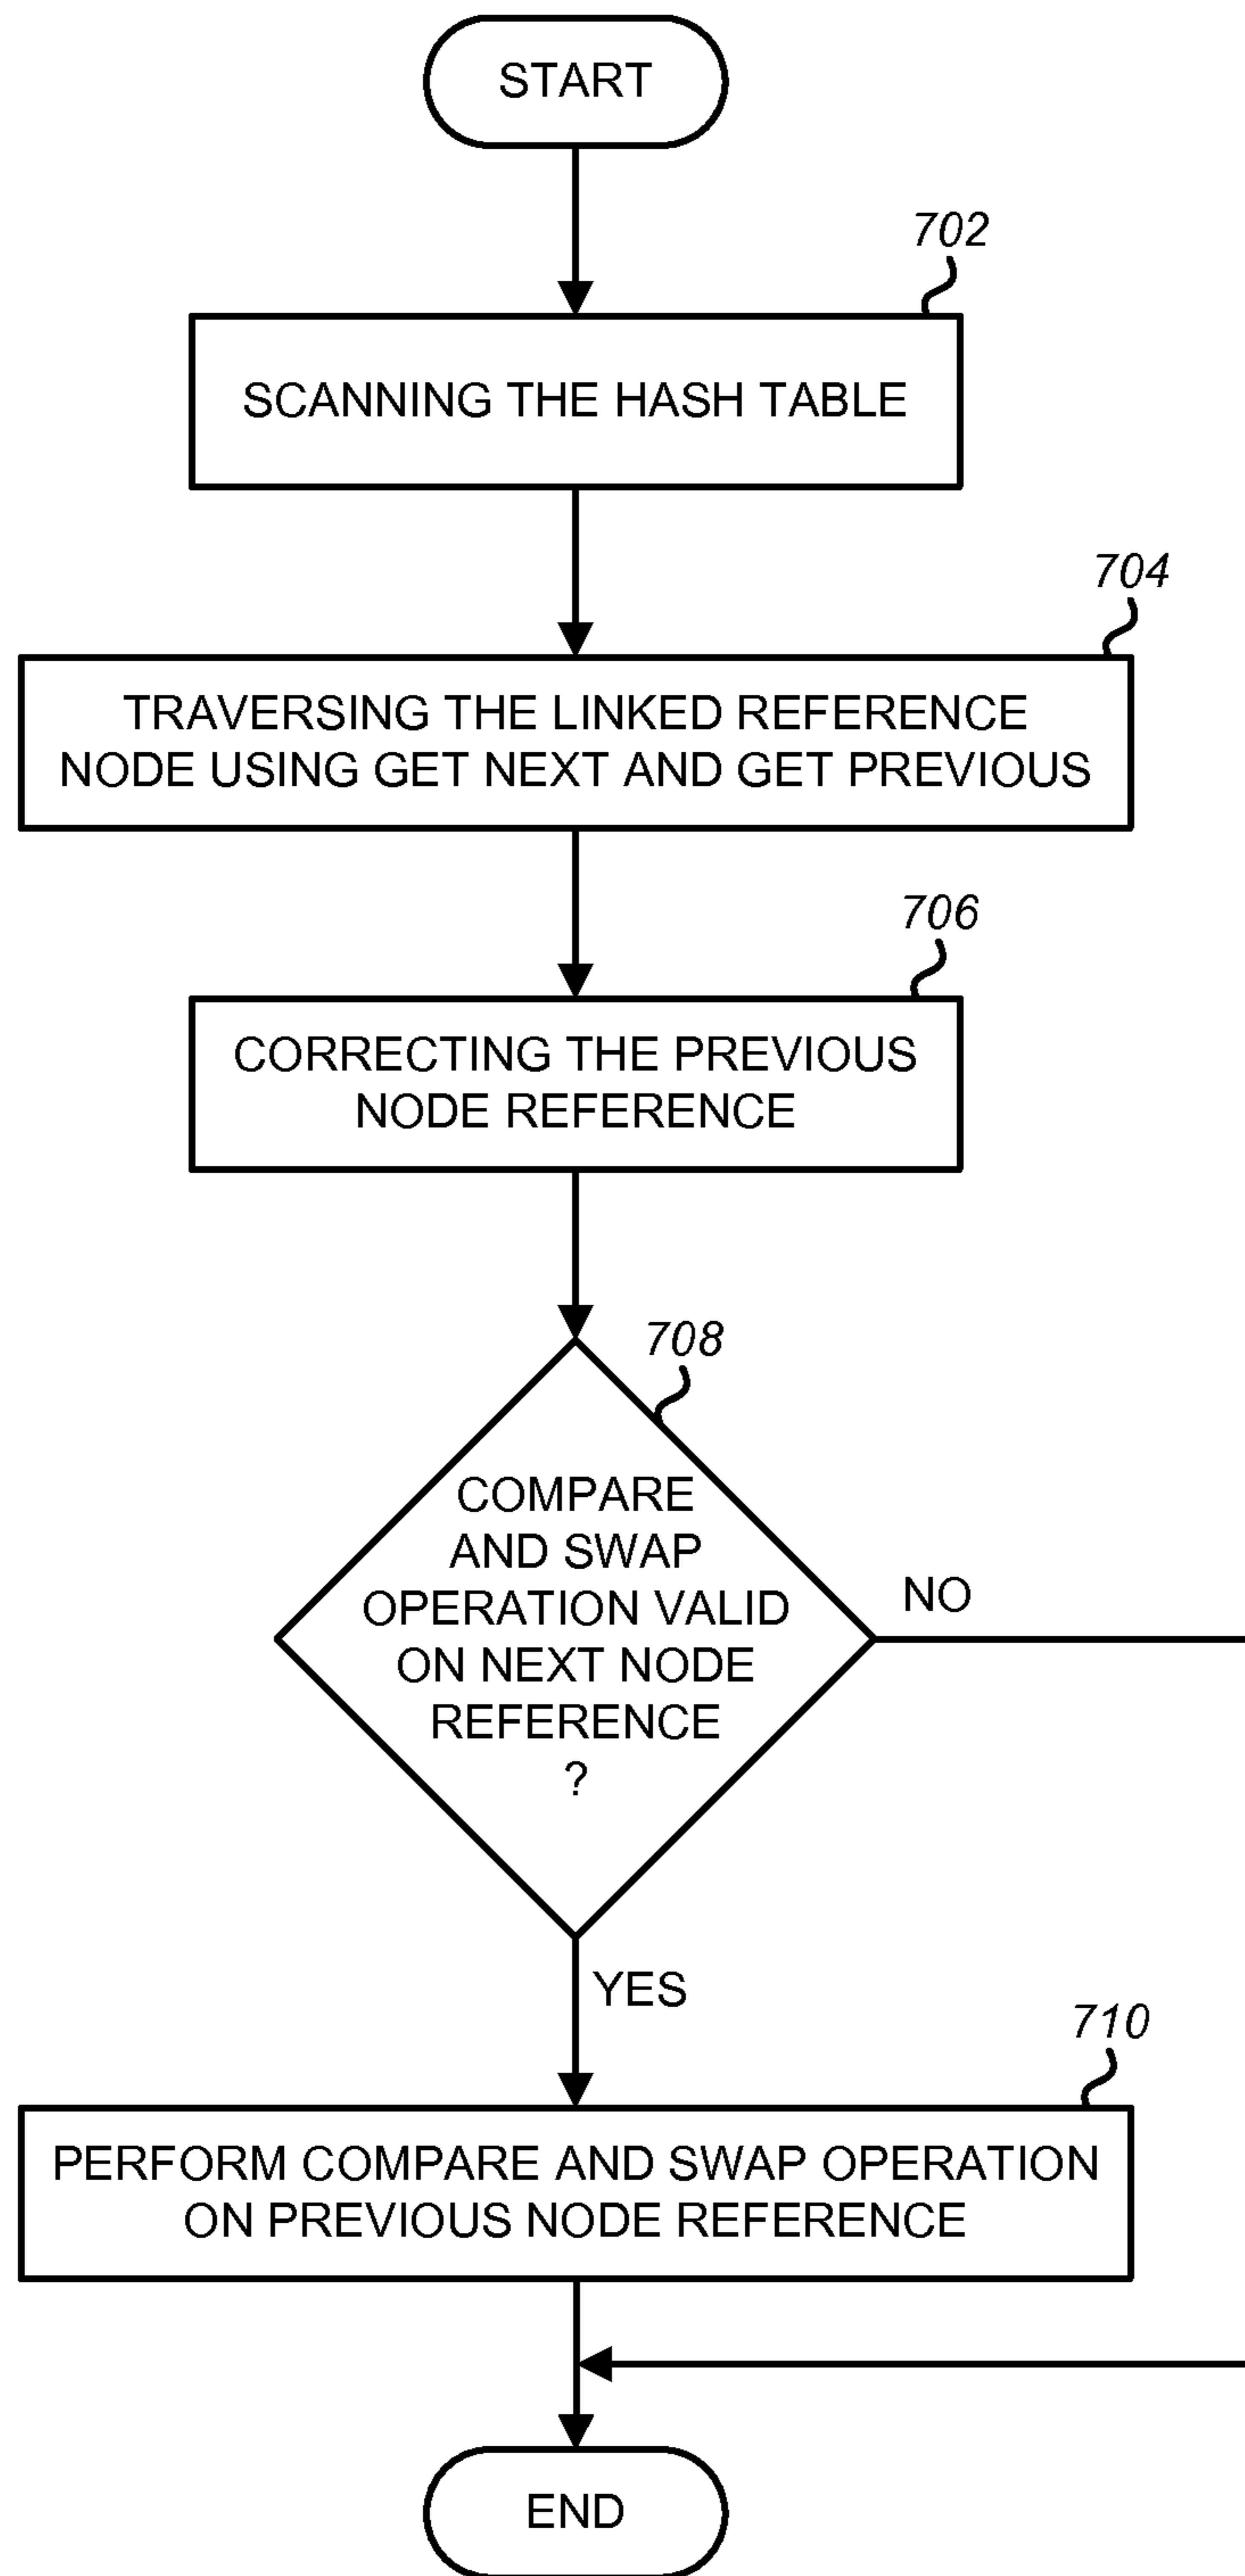 START
702
SCANNING THE HASH TABLE
704
TRAVERSING THE LINKED REFERENCE
NODE USING GET NEXT AND GET PREVIOUS
706
CORRECTING THE PREVIOUS
NODE REFERENCE
708
COMPARE
AND SWAP
OPERATION VALID
ON NEXT NODE
REFERENCE
?
NO
YES
710
PERFORM COMPARE AND SWAP OPERATION
ON PREVIOUS NODE REFERENCE
END